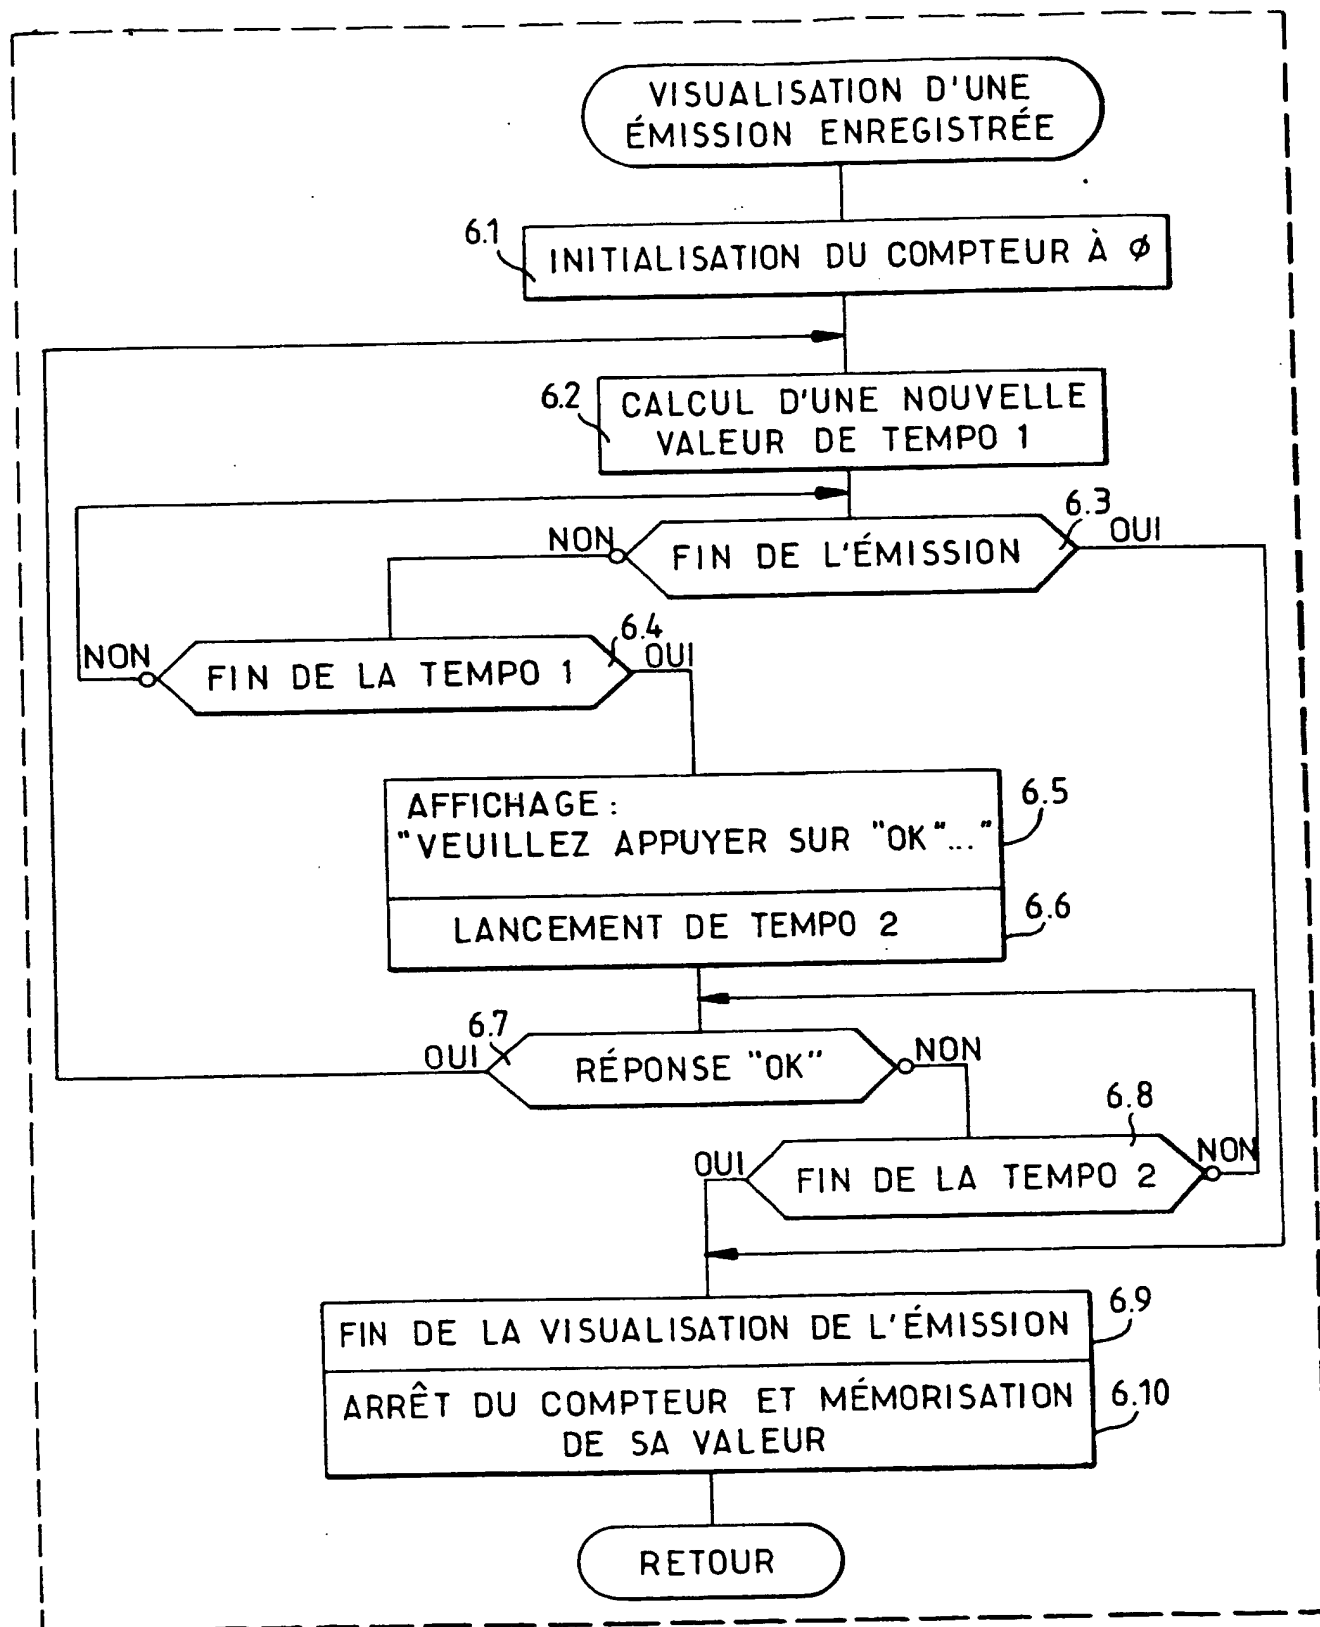 VISUALISATION D'UNE
ÉMISSION ENREGISTRÉE
6.1
INITIALISATION DU COMPTEUR À Ø
6.2
CALCUL D'UNE NOUVELLE
VALEUR DE TEMPO 1
6.3
NON
FIN DE L'ÉMISSION
OUI
6.4
NON
FIN DE LA TEMPO 1
OUI
AFFICHAGE :
"VEUILLEZ APPUYER SUR "OK"..."
6.5
LANCEMENT DE TEMPO 2
6.6
6.7
OUI
RÉPONSE "OK"
NON
6.8
OUI
FIN DE LA TEMPO 2
NON
FIN DE LA VISUALISATION DE L'ÉMISSION
6.9
ARRÊT DU COMPTEUR ET MÉMORISATION
DE SA VALEUR
6.10
RETOUR